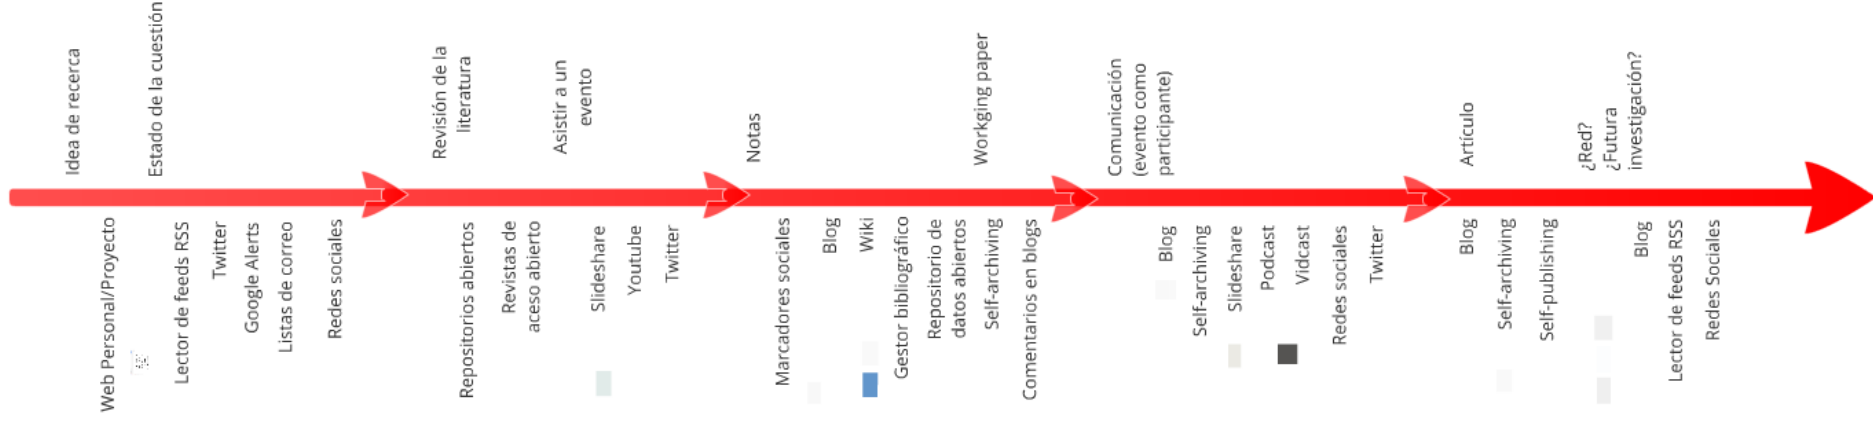 Idea de recerca
Estado de la cuestión
Revisión de la
literatura
Asistir a un
evento
Notas
Workging paper
Comunicación
(evento como
participante)
Artículo
¿Red?
¿Futura
investigación?
Web Personal/Proyecto
Lector de feeds RSS
Twitter
Google Alerts
Listas de correo
Redes sociales
Repositorios abiertos
Revistas de
aceso abierto
Slideshare
Youtube
Twitter
Marcadores sociales
Blog
Wiki
Gestor bibliográfico
Repositorio de
datos abiertos
Self-archiving
Comentarios en blogs
Blog
Self-archiving
Slideshare
Podcast
Vidcast
Redes sociales
Twitter
Blog
Self-archiving
Self-publishing
Blog
Lector de feeds RSS
Redes Sociales